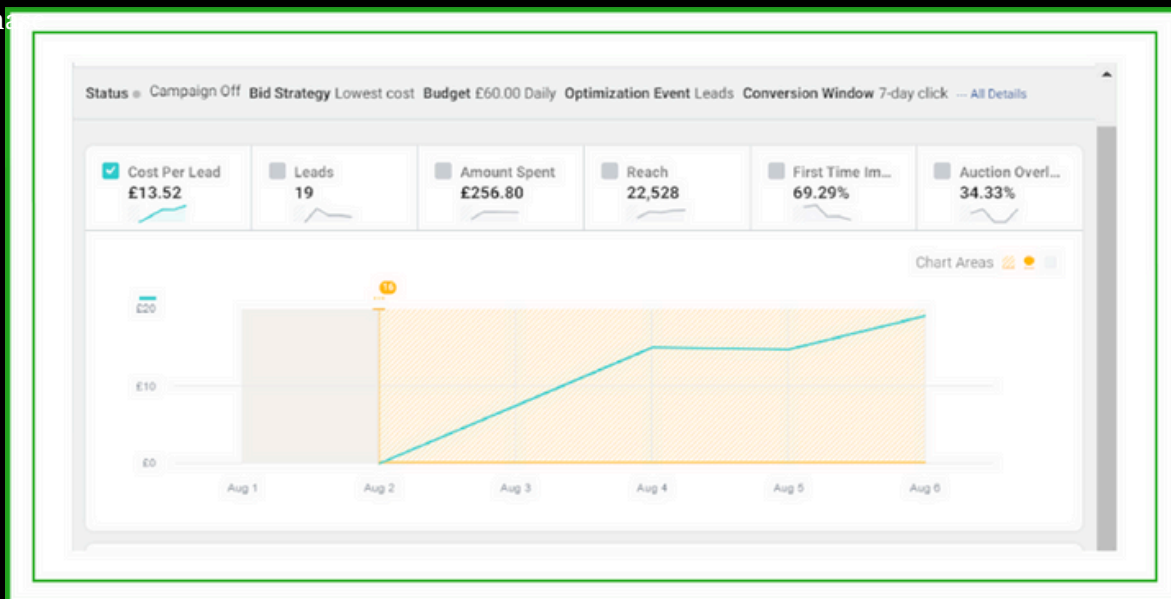 Status Campaign Off Bid Strategy Lowest cost Budget £60.00 Daily Optimization Event Leads Conversion Window 7-day click ... All Details
Cost Per Lead Leads Amount Spent Reach First Time Im... Auction Overl...
£13.52 19 £256.80 22,528 69.29% 34.33%
Chart Areas
16
£20
£10
£0
Aug 1 Aug 2 Aug 3 Aug 4 Aug 5 Aug 6